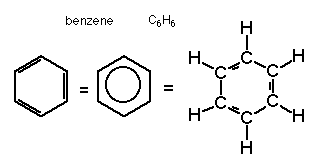 benzene C₆H₆
= =
H
H H
C
C C
C C
C
H H
H